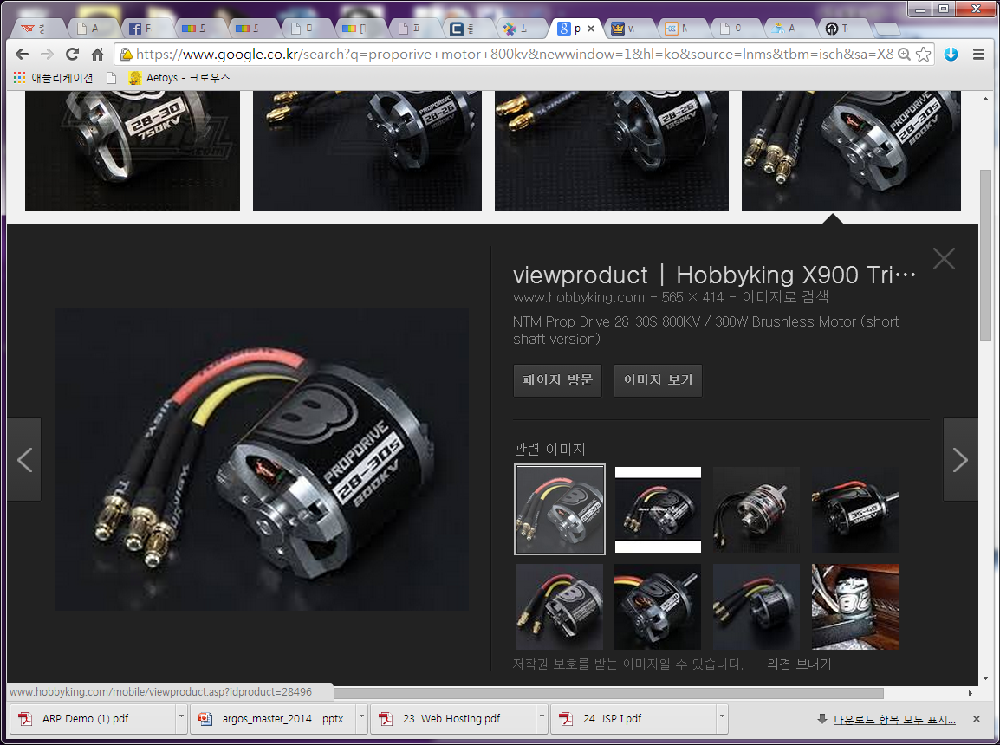 F
p
A
T
https://www.google.co.kr/search?q=proporive+motor+800kv&newwindow=1&hl=ko&source=lnms&tbm=isch&sa=X8
애플리케이션
Aetoys - 크로우즈
28-30
750KV
PROPDRIVE
28-26
PROPDRIVE
28-26
1350KV
PROPDRIVE
28-30S
800KV
viewproduct | Hobbyking X900 Tri…
www.hobbyking.com - 565 × 414 - 이미지로 검색
NTM Prop Drive 28-30S 800KV / 300W Brushless Motor (short
shaft version)
페이지 방문
이미지 보기
PROPDRIVE
28-30S
800KV
관련 이미지
35-48
저작권 보호를 받는 이미지일 수 있습니다. - 의견 보내기
www.hobbyking.com/mobile/viewproduct.asp?idproduct=28496
ARP Demo (1).pdf
argos_master_2014....pptx
23. Web Hosting.pdf
24. JSP I.pdf
다운로드 항목 모두 표시...